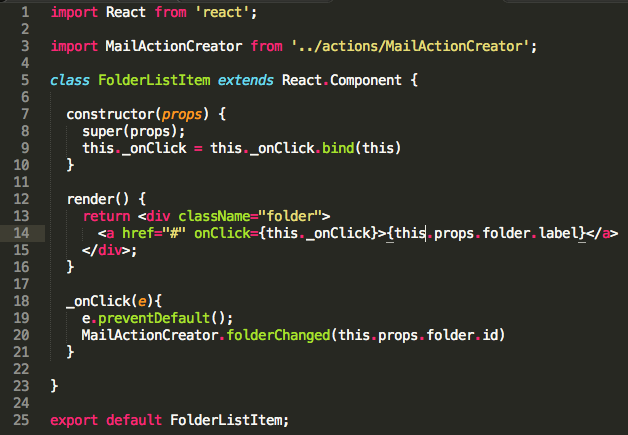 1 import React from 'react';
2
3 import MailActionCreator from '../actions/MailActionCreator';
4
5 class FolderListItem extends React.Component {
6
7   constructor(props) {
8     super(props);
9     this._onClick = this._onClick.bind(this)
10   }
11
12   render() {
13     return <div className="folder">
14       <a href="#" onClick={this._onClick}>{this.props.folder.label}</a>
15     </div>;
16   }
17
18   _onClick(e){
19     e.preventDefault();
20     MailActionCreator.folderChanged(this.props.folder.id)
21   }
22
23 }
24
25 export default FolderListItem;